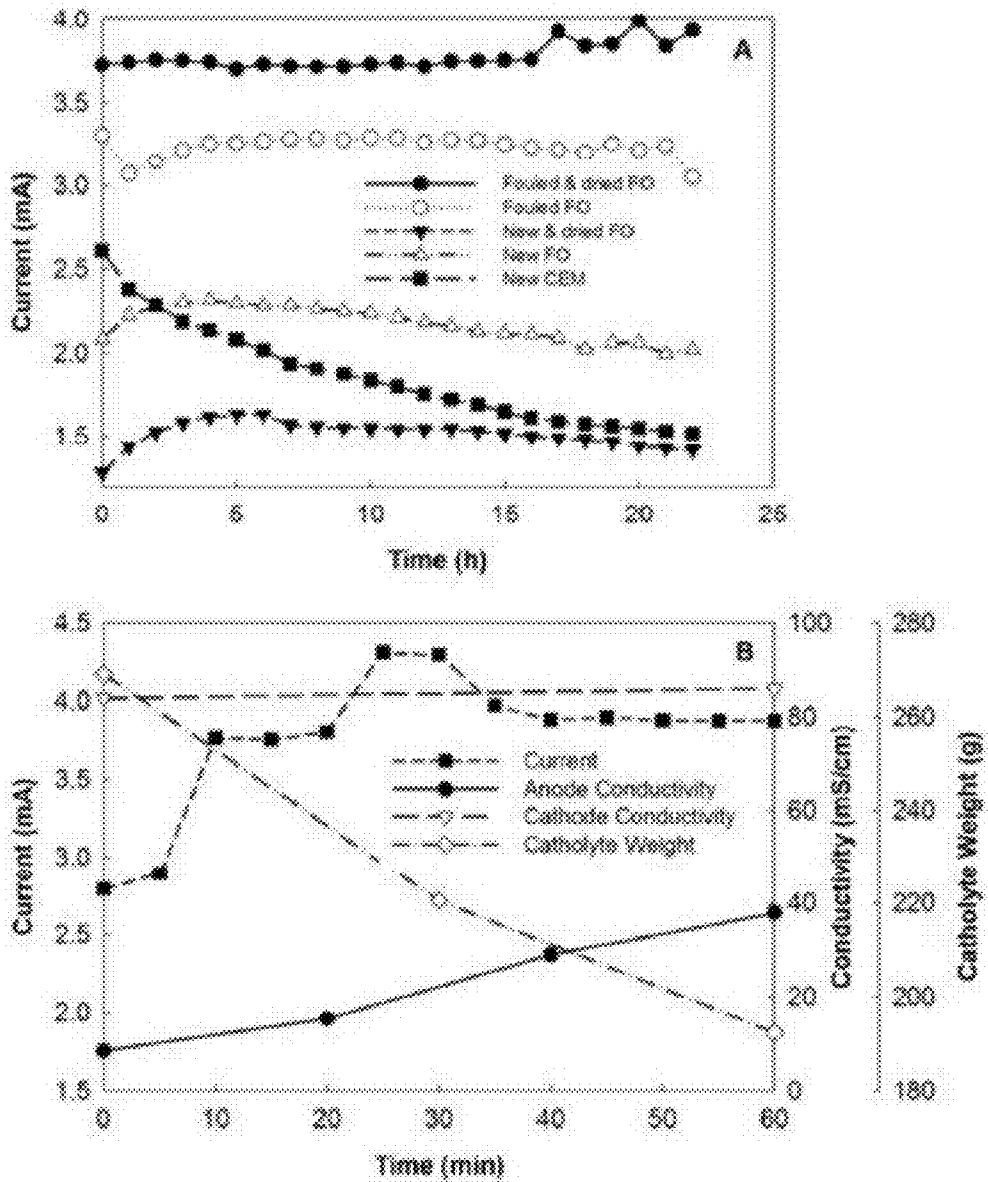 4.0
A
3.5
3.0
2.5
2.0
1.5
Current (mA)
Fouled & dried FO
Fouled FO
New & dried FO
New FO
New CEM
0 5 10 15 20 25
Time (h)
4.5 100 280
B
4.0 80 260
3.5
Current
Anode Conductivity
60 240
Cathode Conductivity
Catholyte Weight
3.0
2.5 40 220
2.0 20 200
1.5 0 180
Current (mA)
Conductivity (mS/cm)
Catholyte Weight (g)
0 10 20 30 40 50 60
Time (min)